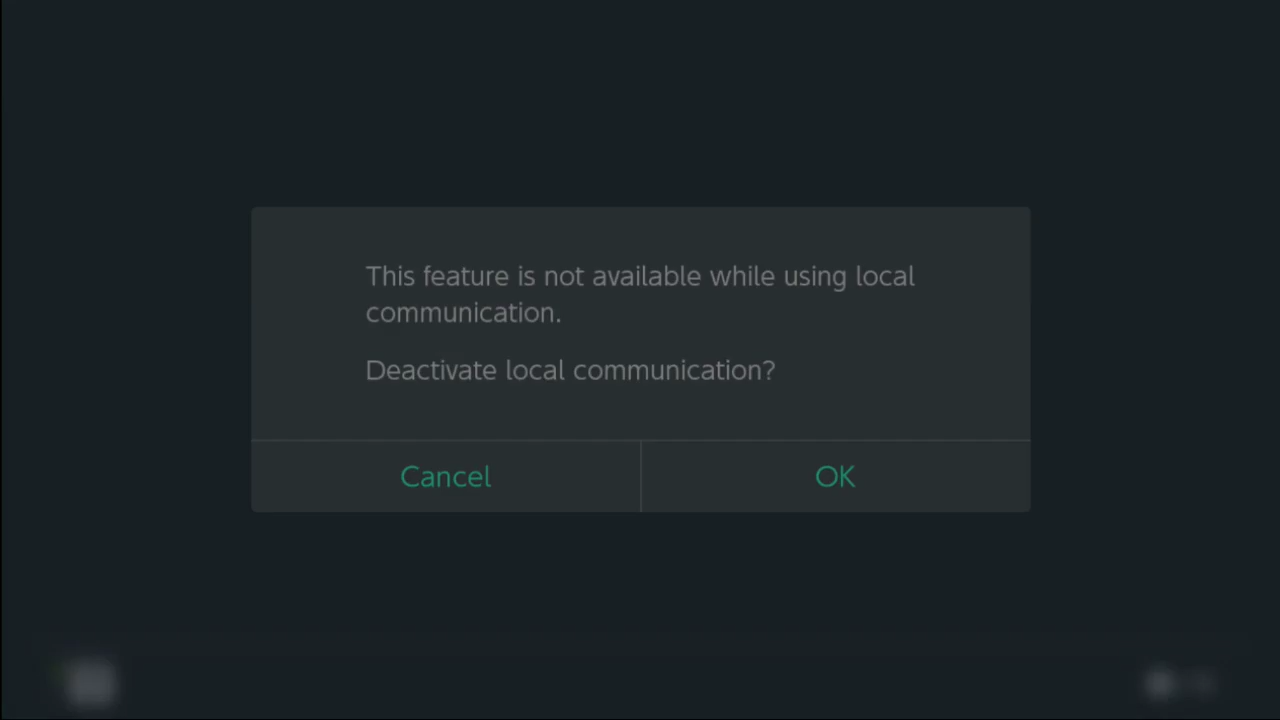 This feature is not available while using local
communication.
Deactivate local communication?
Cancel
OK